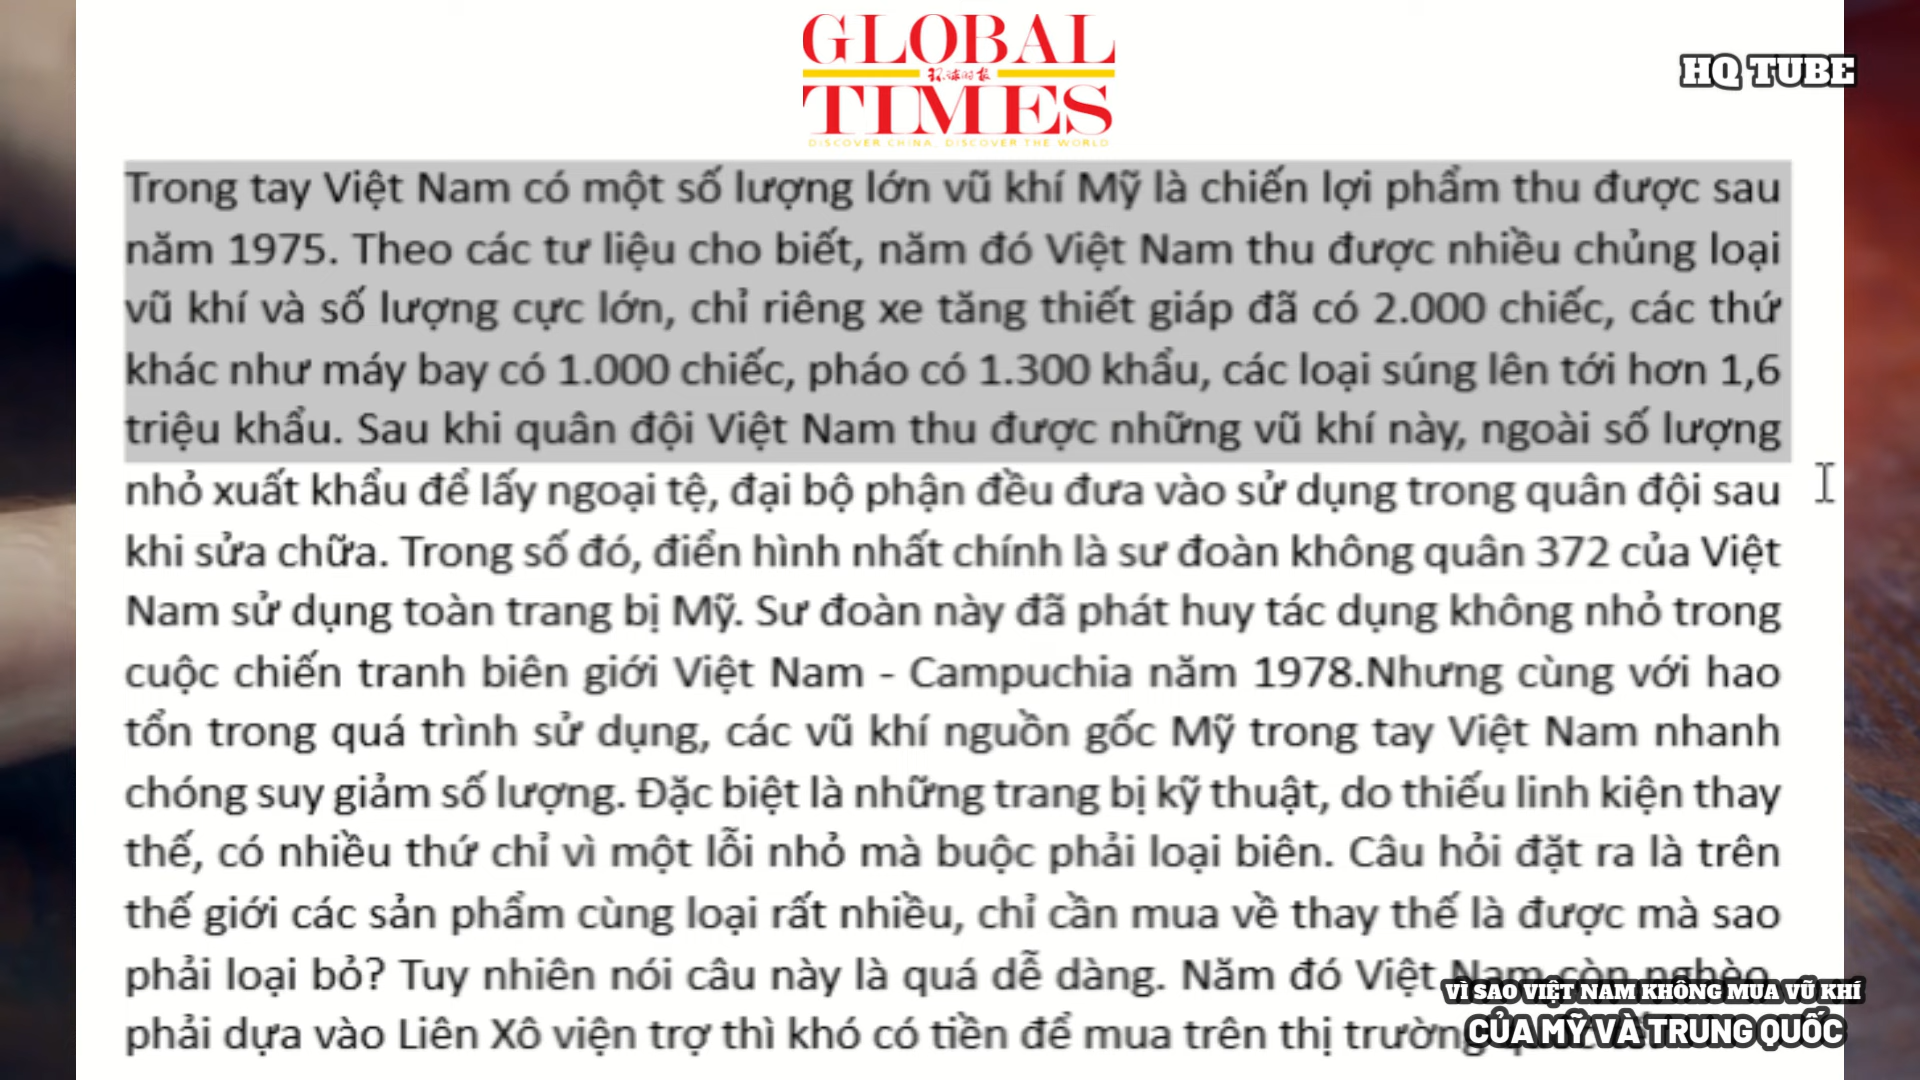 GLOBAL
环球时报
TIMES
DISCOVER CHINA, DISCOVER THE WORLD
HQ TUBE
Trong tay Việt Nam có một số lượng lớn vũ khí Mỹ là chiến lợi phẩm thu được sau
năm 1975. Theo các tư liệu cho biết, năm đó Việt Nam thu được nhiều chủng loại
vũ khí và số lượng cực lớn, chỉ riêng xe tăng thiết giáp đã có 2.000 chiếc, các thứ
khác như máy bay có 1.000 chiếc, pháo có 1.300 khẩu, các loại súng lên tới hơn 1,6
triệu khẩu. Sau khi quân đội Việt Nam thu được những vũ khí này, ngoài số lượng
nhỏ xuất khẩu để lấy ngoại tệ, đại bộ phận đều đưa vào sử dụng trong quân đội sau
khi sửa chữa. Trong số đó, điển hình nhất chính là sư đoàn không quân 372 của Việt
Nam sử dụng toàn trang bị Mỹ. Sư đoàn này đã phát huy tác dụng không nhỏ trong
cuộc chiến tranh biên giới Việt Nam - Campuchia năm 1978.Nhưng cùng với hao
tổn trong quá trình sử dụng, các vũ khí nguồn gốc Mỹ trong tay Việt Nam nhanh
chóng suy giảm số lượng. Đặc biệt là những trang bị kỹ thuật, do thiếu linh kiện thay
thế, có nhiều thứ chỉ vì một lỗi nhỏ mà buộc phải loại biên. Câu hỏi đặt ra là trên
thế giới các sản phẩm cùng loại rất nhiều, chỉ cần mua về thay thế là được mà sao
phải loại bỏ? Tuy nhiên nói câu này là quá dễ dàng. Năm đó Việt Nam còn nghèo,
phải dựa vào Liên Xô viện trợ thì khó có tiền để mua trên thị trường
VÌ SAO VIỆT NAM KHÔNG MUA VŨ KHÍ
CỦA MỸ VÀ TRUNG QUỐC